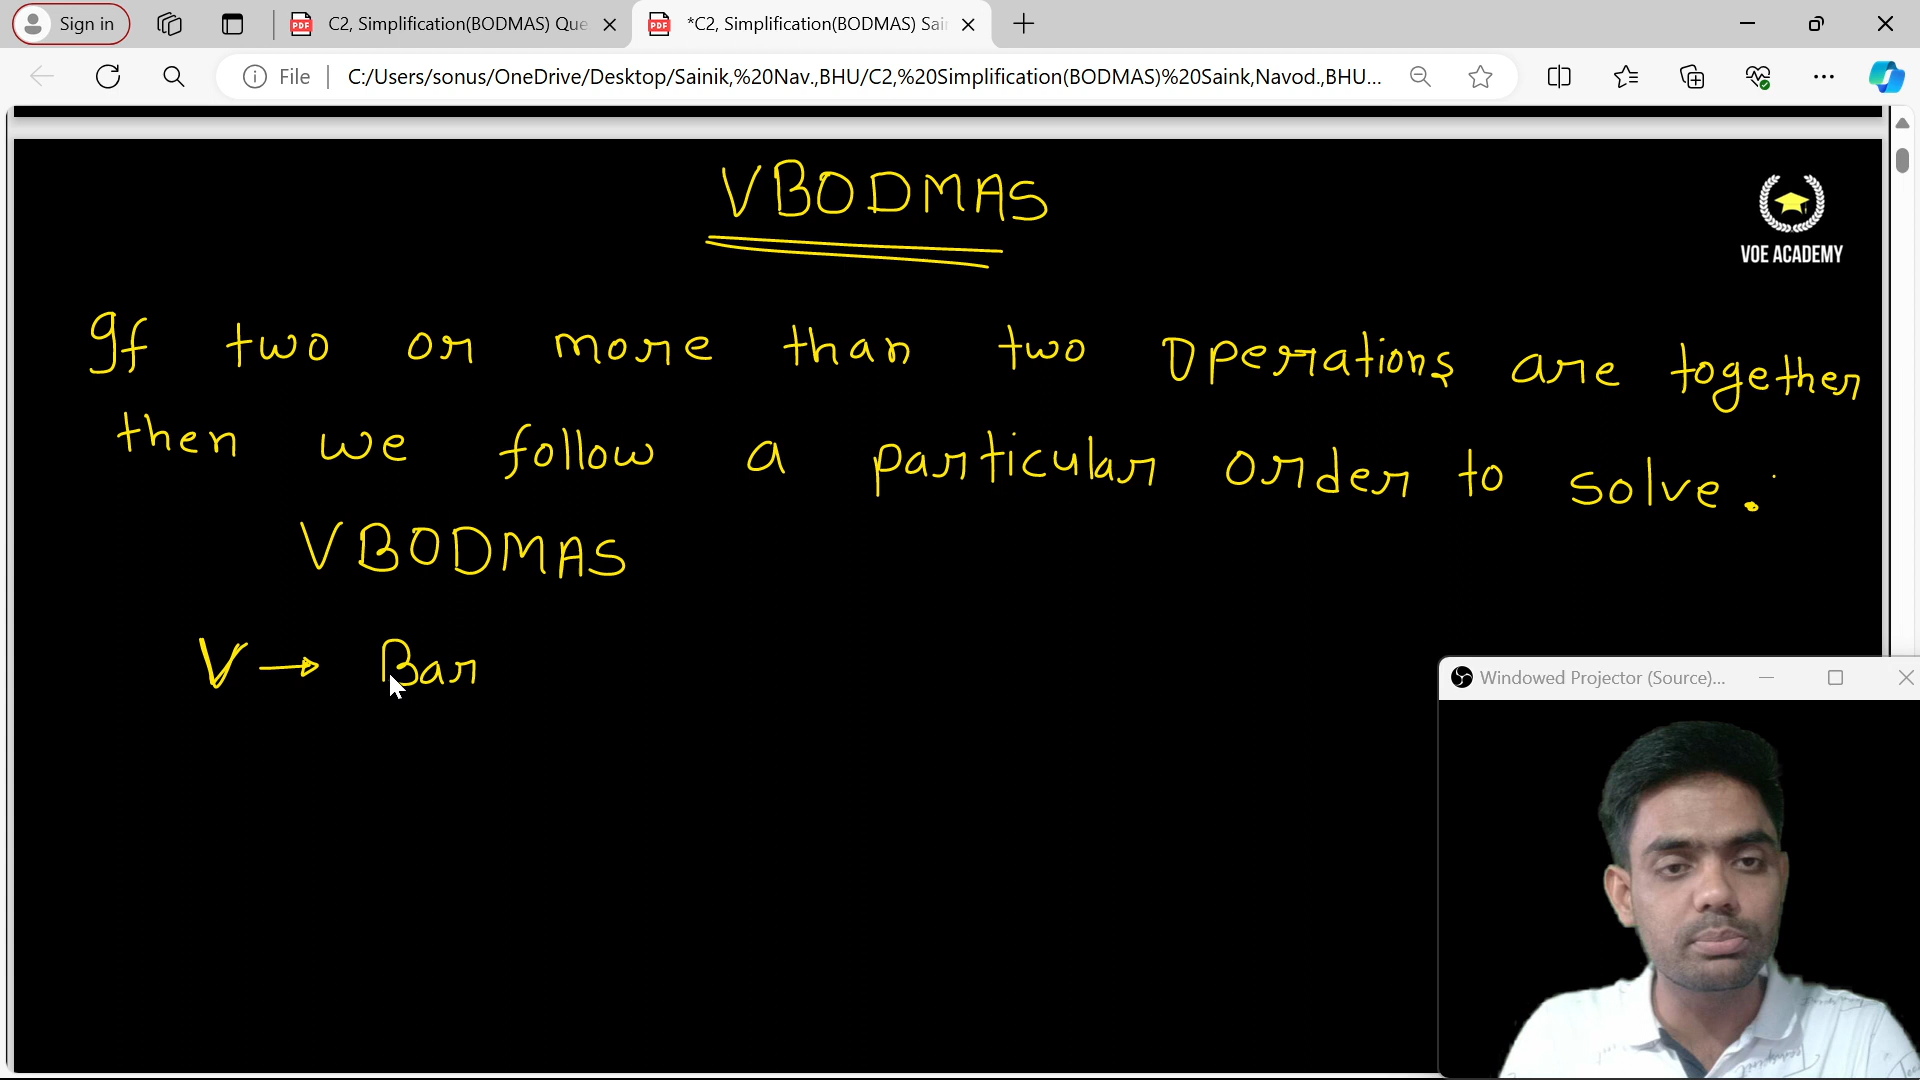 Sign in
C2, Simplification(BODMAS) Que
*C2, Simplification(BODMAS) Sai
File
C:/Users/sonus/OneDrive/Desktop/Sainik,%20Nav.,BHU/C2,%20Simplification(BODMAS)%20Saink,Navod.,BHU...
VBODMAS
VOE ACADEMY
If two or more than two operations are together
then we follow a particular order to solve.
VBODMAS
V → Bar
Windowed Projector (Source)...